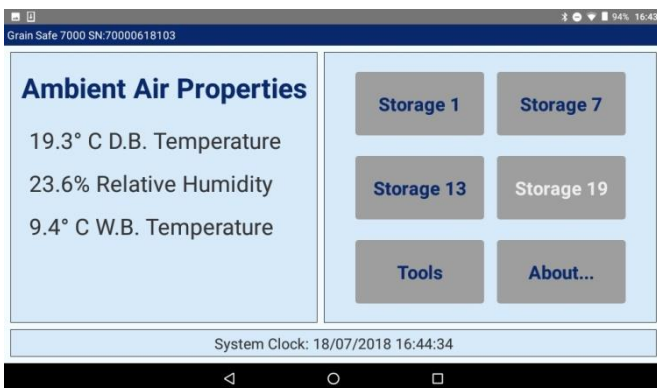 94% 16:43
Grain Safe 7000 SN:70000618103
Ambient Air Properties
19.3° C D.B. Temperature
23.6% Relative Humidity
9.4° C W.B. Temperature
Storage 1
Storage 7
Storage 13
Storage 19
Tools
About...
System Clock: 18/07/2018 16:44:34